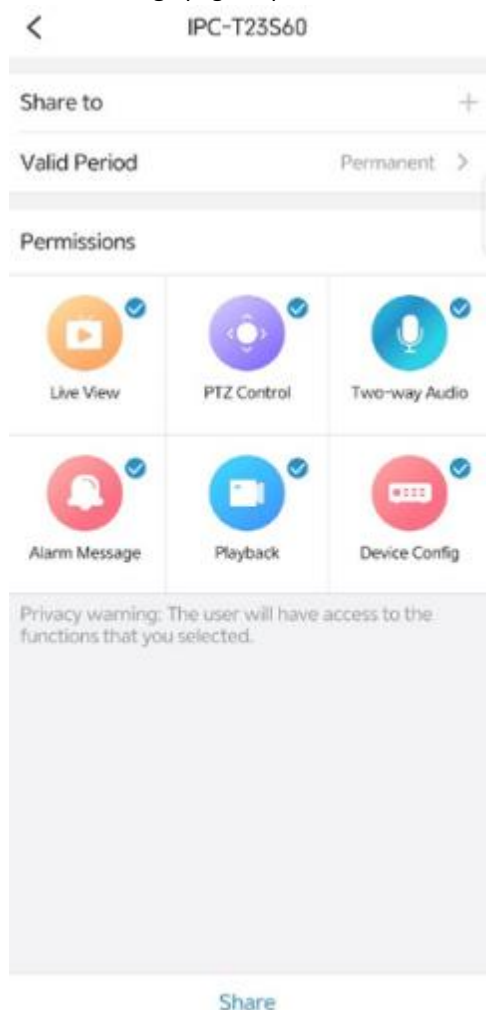 IPC-T23S60
Share to
Valid Period Permanent
Permissions
Live View PTZ Control Two-way Audio
Alarm Message Playback Device Config
Privacy warning: The user will have access to the
functions that you selected.
Share